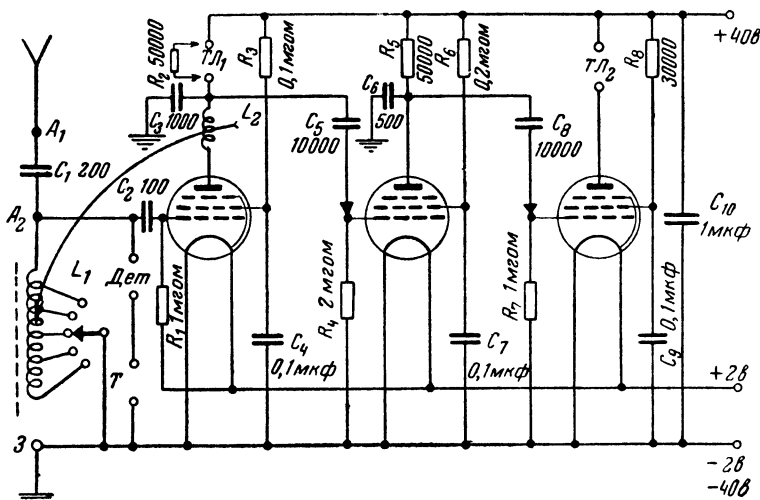 +40в
R₂ 50000
ТЛ₁
R₃
0,1 мгом
R₅
50000
R₆
0,2мгом
ТЛ₂
R₈
30000
A₁
C₁ 200
A₂
C₃ 1000
L₂
C₂ 100
C₅
10000
C₆
500
C₈
10000
C₁₀
1мкф
L₁
Дет
Т
R₁ 1мгом
C₄
0,1мкф
R₄ 2 мгом
C₇
0,1мкф
R₇ 1мгом
C₉ 0,1мкф
+2в
З
-2в
-40в